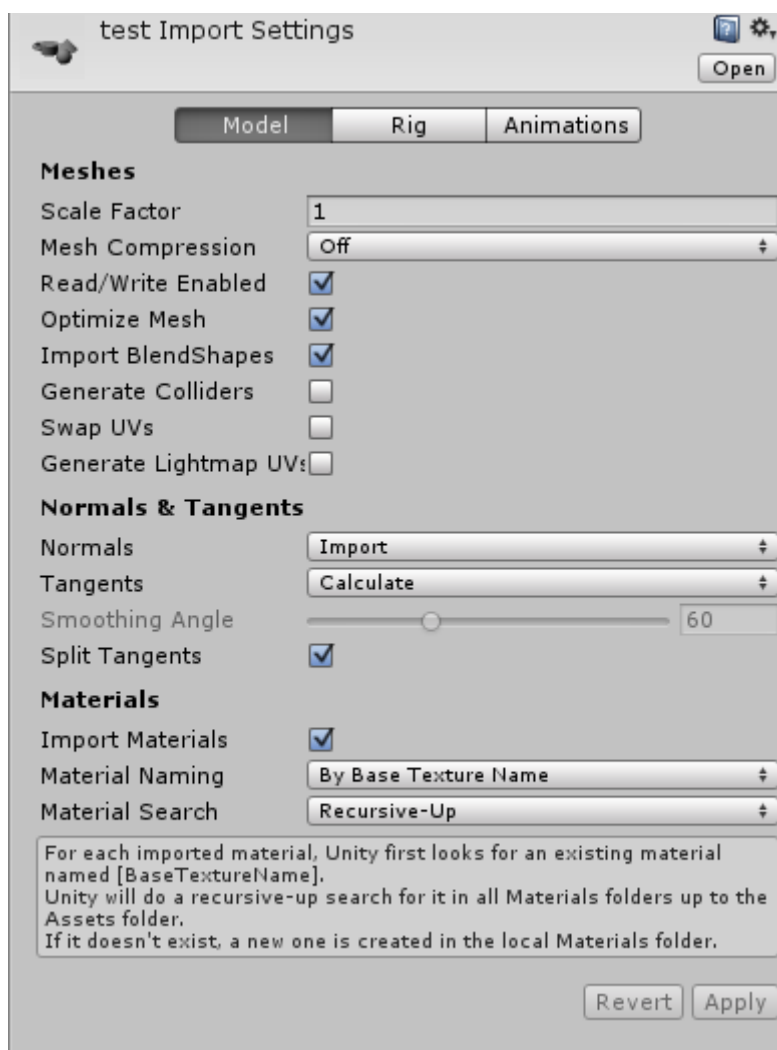 test Import Settings
Open
Model Rig Animations
Meshes
Scale Factor 1
Mesh Compression Off
Read/Write Enabled
Optimize Mesh
Import BlendShapes
Generate Colliders
Swap UVs
Generate Lightmap UVs
Normals & Tangents
Normals Import
Tangents Calculate
Smoothing Angle 60
Split Tangents
Materials
Import Materials
Material Naming By Base Texture Name
Material Search Recursive-Up
For each imported material, Unity first looks for an existing material
named [BaseTextureName].
Unity will do a recursive-up search for it in all Materials folders up to the
Assets folder.
If it doesn't exist, a new one is created in the local Materials folder.
Revert Apply